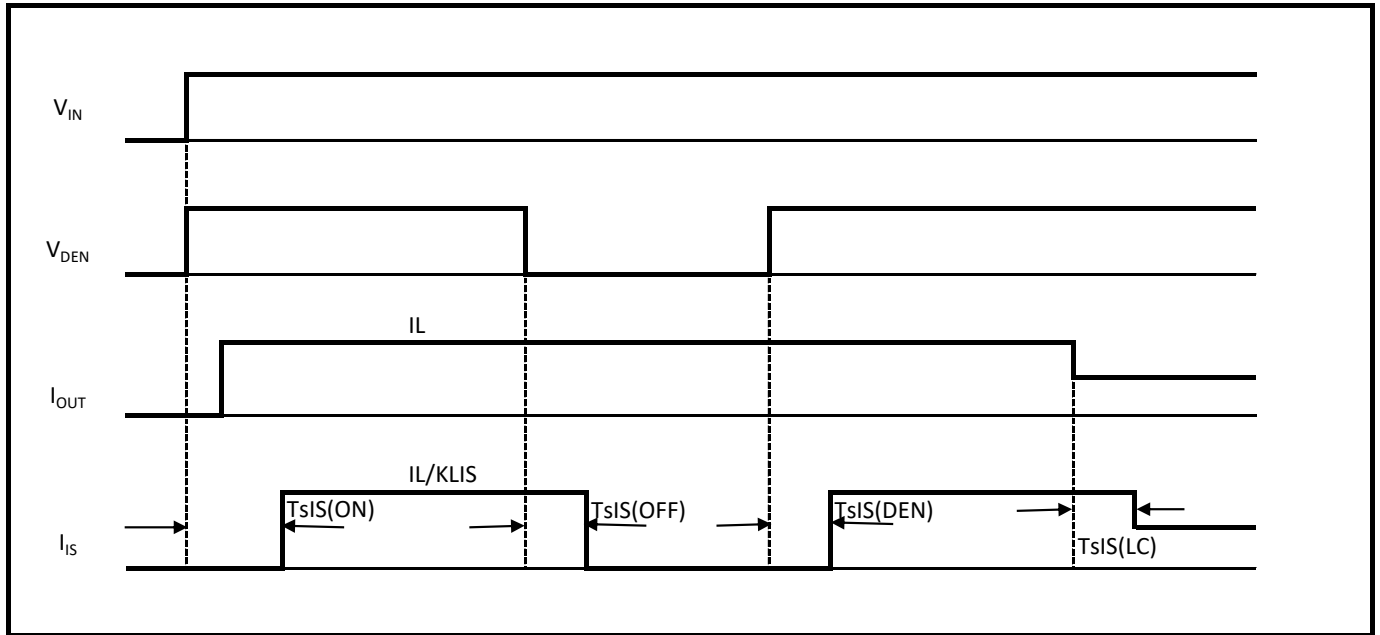 VIN
VDEN
IL
IOUT
IL/KLIS
TsIS(ON)
TsIS(OFF)
TsIS(DEN)
IIS
TsIS(LC)